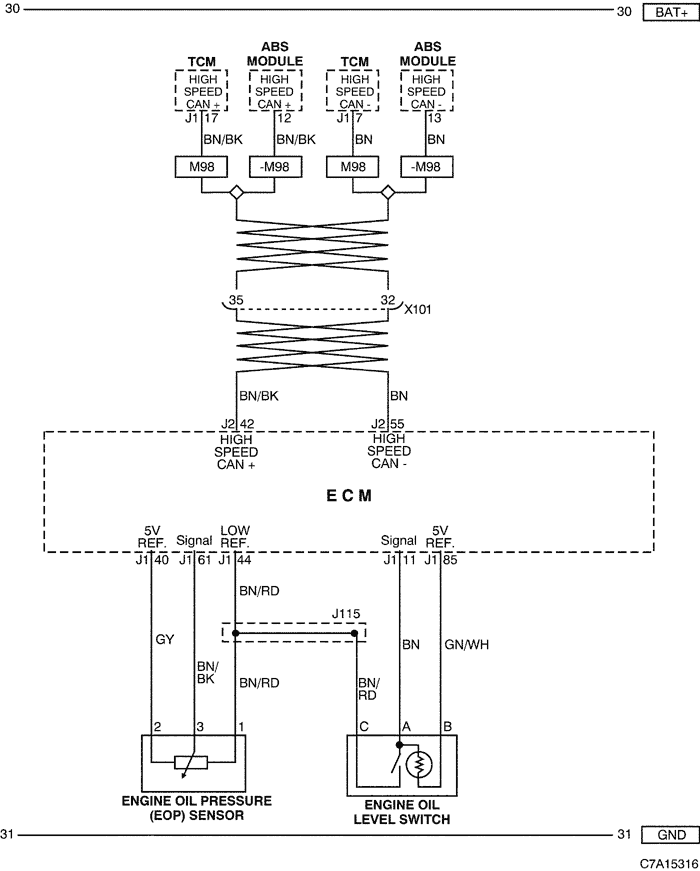 30 30 BAT+
TCM ABS MODULE TCM ABS MODULE
HIGH SPEED CAN + HIGH SPEED CAN + HIGH SPEED CAN - HIGH SPEED CAN -
J1 17 12 J1 7 13
BN/BK BN/BK BN BN
M98 -M98 M98 -M98
35 32 X101
BN/BK BN
J2 42 J2 55
HIGH SPEED CAN + HIGH SPEED CAN -
ECM
5V REF. Signal LOW REF. Signal 5V REF.
J1 40 J1 61 J1 44 J1 11 J1 85
BN/RD
J115
GY BN GN/WH
BN/BK BN/RD BN/RD
2 3 1 C A B
ENGINE OIL PRESSURE
(EOP) SENSOR
ENGINE OIL
LEVEL SWITCH
31 31 GND
C7A15316